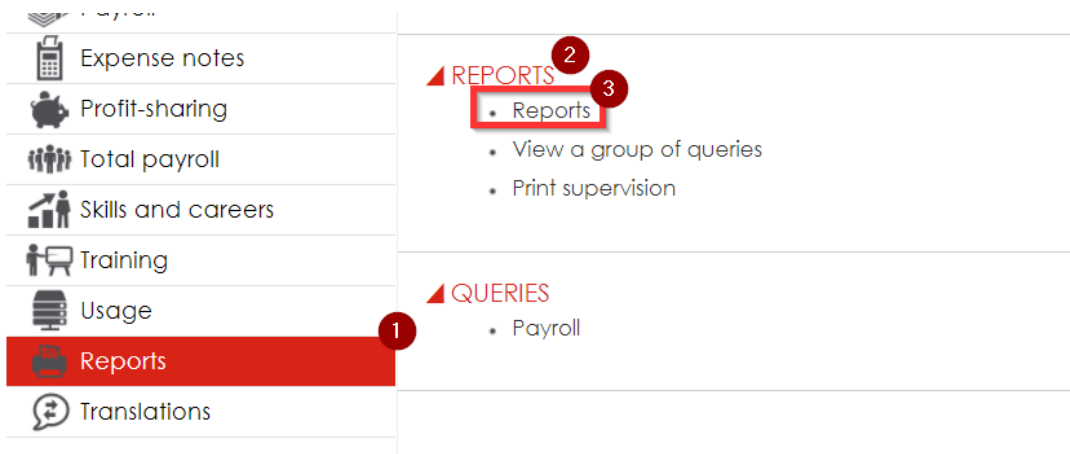 Payroll
Expense notes
Profit-sharing
Total payroll
Skills and careers
Training
Usage
1
Reports
Translations
2
REPORTS
3
Reports
View a group of queries
Print supervision
QUERIES
Payroll